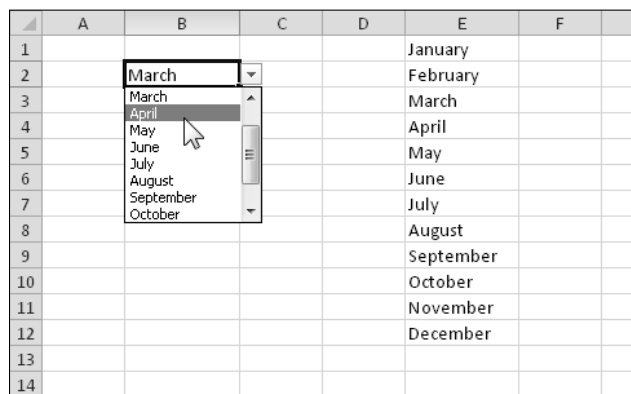 A B C D E F
1 January
2 March February
3 March March
4 April April
5 May May
6 June June
7 July July
8 August August
9 September September
10 October October
11 November
12 December
13
14